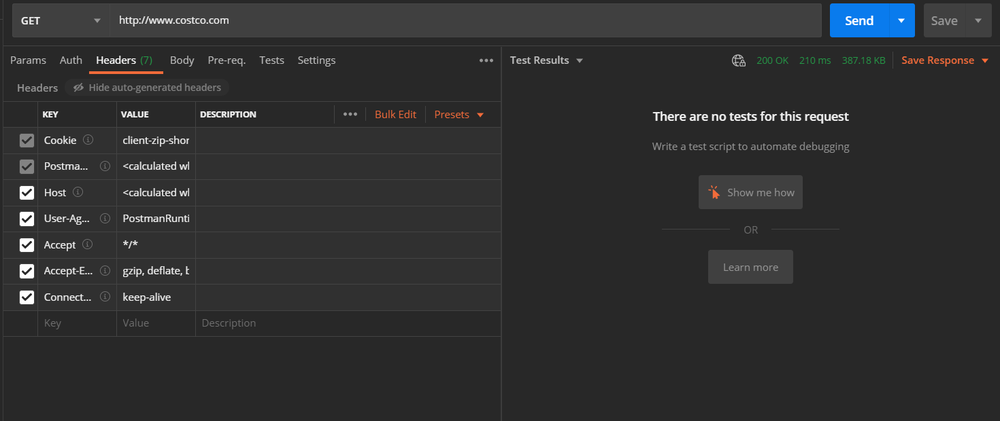 GET http://www.costco.com Send Save
Params Auth Headers (7) Body Pre-req. Tests Settings
Headers Hide auto-generated headers
KEY VALUE DESCRIPTION Bulk Edit Presets
Cookie client-zip-shor
Postma... <calculated wh
Host <calculated wh
User-Ag... PostmanRunti
Accept */*
Accept-E... gzip, deflate, b
Connect... keep-alive
Key Value Description
Test Results 200 OK 210 ms 387.18 KB Save Response
There are no tests for this request
Write a test script to automate debugging
Show me how
OR
Learn more